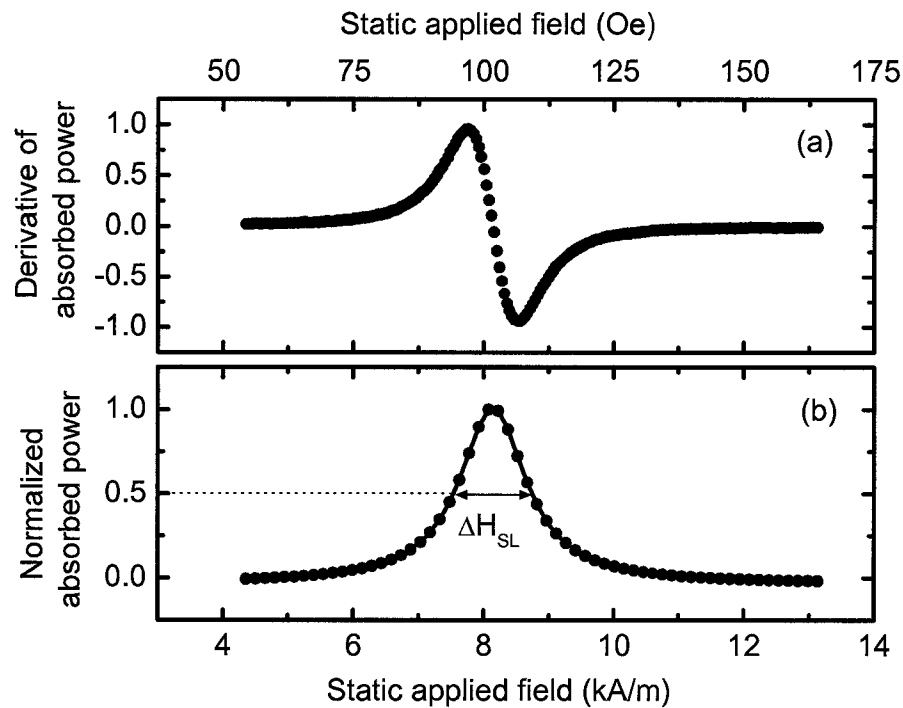 Static applied field (Oe)
50 75 100 125 150 175
Derivative of
absorbed power
1.0
0.5
0.0
-0.5
-1.0
(a)
Normalized
absorbed power
1.0
0.5
0.0
(b)
ΔH_SL
4 6 8 10 12 14
Static applied field (kA/m)